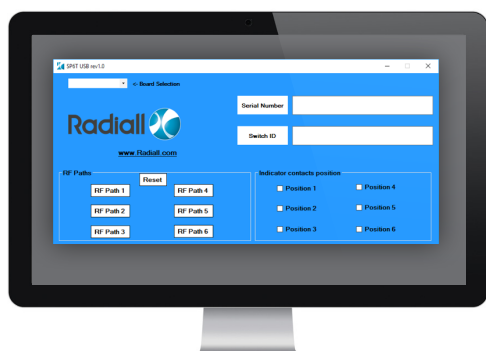 SP6T USB rev1.0
<- Board Selection
Serial Number
Radiall
Switch ID
www.Radiall.com
RF Paths
Indicator contacts position
Reset
RF Path 1
RF Path 4
Position 1
Position 4
RF Path 2
RF Path 5
Position 2
Position 5
RF Path 3
RF Path 6
Position 3
Position 6